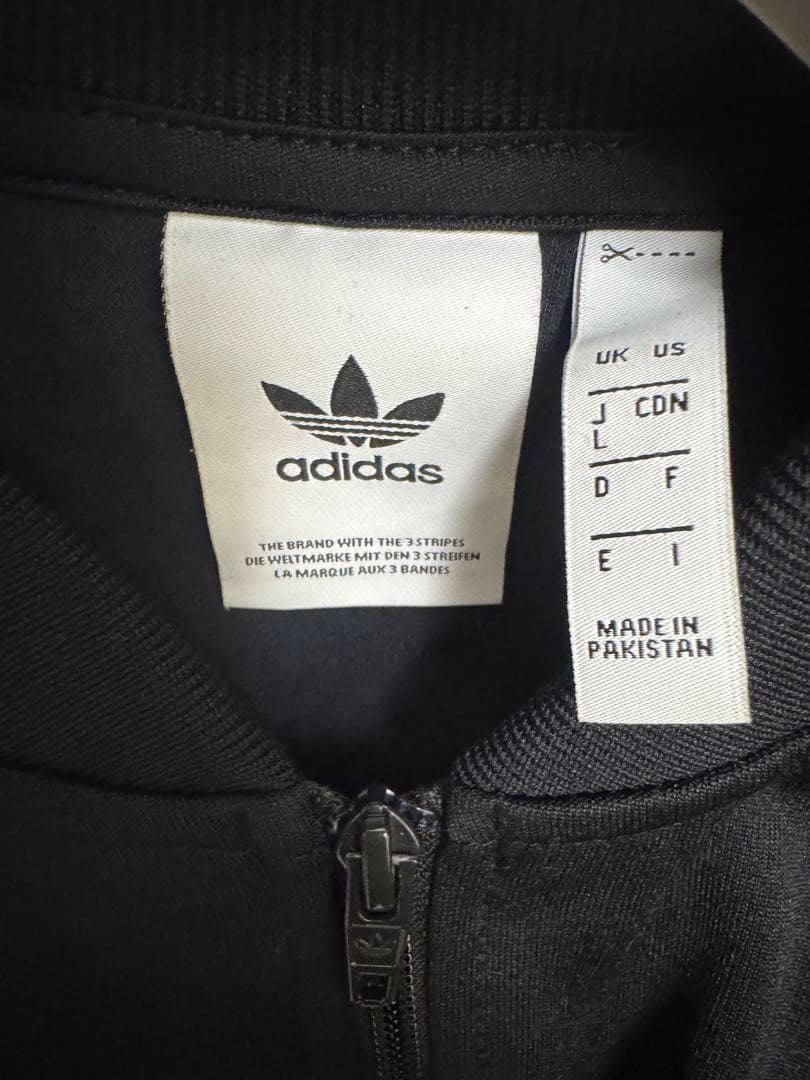 adidas
THE BRAND WITH THE 3 STRIPES
DIE WELTMARKE MIT DEN 3 STREIFEN
LA MARQUE AUX 3 BANDES
UK US
J CDN
L
D F
E I
MADE IN
PAKISTAN